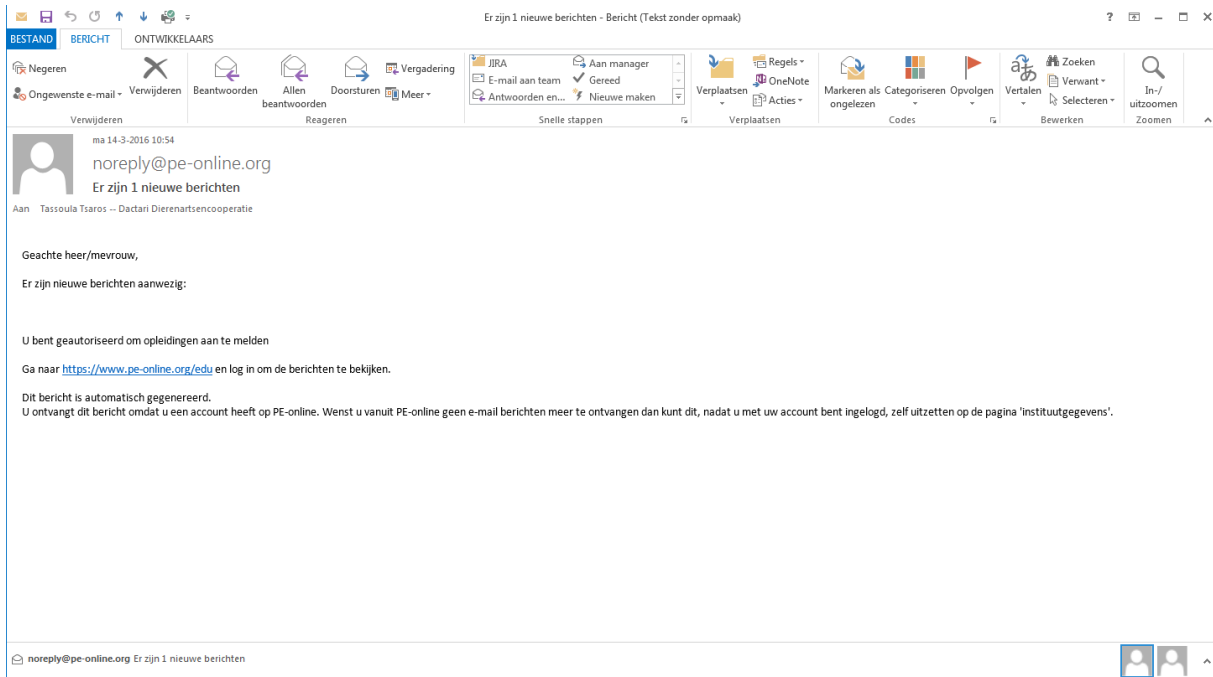 Er zijn 1 nieuwe berichten - Bericht (Tekst zonder opmaak)
BESTAND BERICHT ONTWIKKELAARS
Negeren
Ongewenste e-mail
Verwijderen
Verwijderen
Beantwoorden
Allen
beantwoorden
Doorsturen
Vergadering
Meer
Reageren
JIRA
E-mail aan team
Antwoorden en...
Aan manager
Gereed
Nieuwe maken
Snelle stappen
Verplaatsen
Regels
OneNote
Acties
Verplaatsen
Markeren als
ongelezen
Categoriseren
Opvolgen
Codes
Vertalen
Zoeken
Verwant
Selecteren
Bewerken
In-/
uitzoomen
Zoomen
ma 14-3-2016 10:54
noreply@pe-online.org
Er zijn 1 nieuwe berichten
Aan Tassoula Tsaros -- Dactari Dierenartsencooperatie
Geachte heer/mevrouw,
Er zijn nieuwe berichten aanwezig:
U bent geautoriseerd om opleidingen aan te melden
Ga naar https://www.pe-online.org/edu en log in om de berichten te bekijken.
Dit bericht is automatisch gegenereerd.
U ontvangt dit bericht omdat u een account heeft op PE-online. Wenst u vanuit PE-online geen e-mail berichten meer te ontvangen dan kunt dit, nadat u met uw account bent ingelogd, zelf uitzetten op de pagina 'instituutgegevens'.
noreply@pe-online.org Er zijn 1 nieuwe berichten